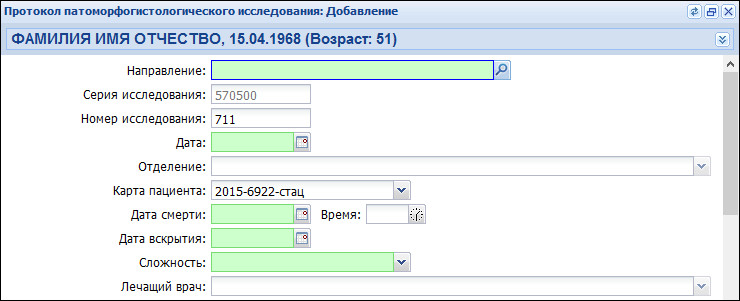 Протокол патоморфогистологического исследования: Добавление
ФАМИЛИЯ ИМЯ ОТЧЕСТВО, 15.04.1968 (Возраст: 51)
Направление:
Серия исследования: 570500
Номер исследования: 711
Дата:
Отделение:
Карта пациента: 2015-6922-стац
Дата смерти: Время:
Дата вскрытия:
Сложность:
Лечащий врач: